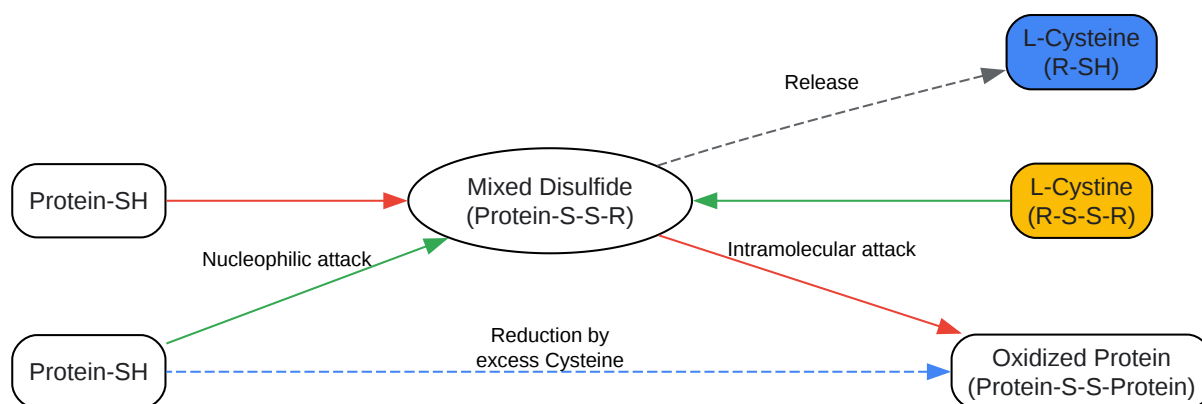 L-Cysteine
(R-SH)
Release
Protein-SH
Mixed Disulfide
(Protein-S-S-R)
L-Cystine
(R-S-S-R)
Nucleophilic attack
Intramolecular attack
Protein-SH
Reduction by
excess Cysteine
Oxidized Protein
(Protein-S-S-Protein)